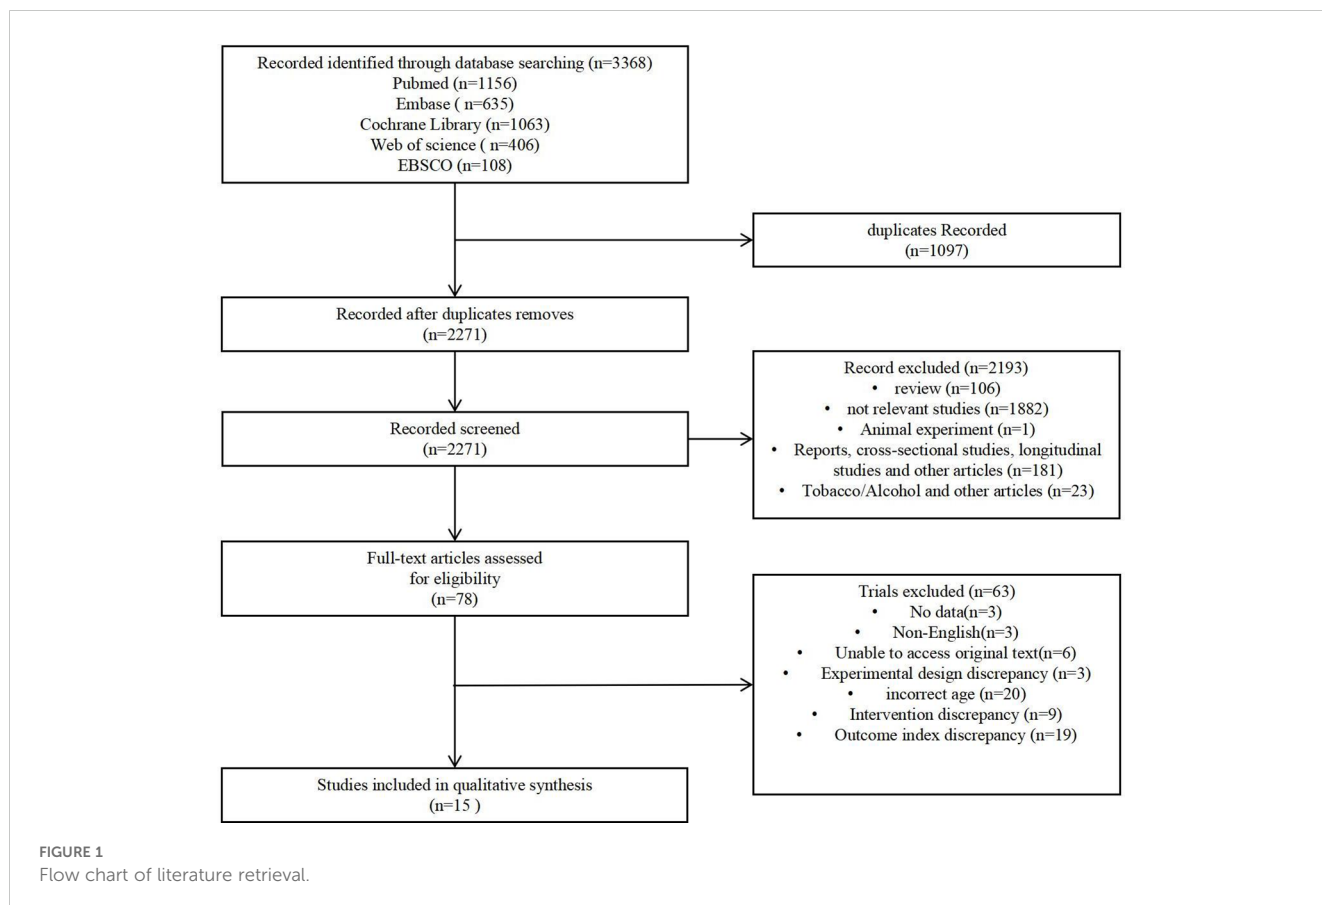 Recorded identified through database searching (n=3368)
Pubmed (n=1156)
Embase ( n=635)
Cochrane Library (n=1063)
Web of science ( n=406)
EBSCO (n=108)
duplicates Recorded
(n=1097)
Recorded after duplicates removes
(n=2271)
Recorded screened
(n=2271)
Record excluded (n=2193)
• review (n=106)
• not relevant studies (n=1882)
• Animal experiment (n=1)
• Reports, cross-sectional studies, longitudinal
studies and other articles (n=181)
• Tobacco/Alcohol and other articles (n=23)
Full-text articles assessed
for eligibility
(n=78)
Trials excluded (n=63)
• No data(n=3)
• Non-English(n=3)
• Unable to access original text(n=6)
• Experimental design discrepancy (n=3)
• incorrect age (n=20)
• Intervention discrepancy (n=9)
• Outcome index discrepancy (n=19)
Studies included in qualitative synthesis
(n=15 )
FIGURE 1
Flow chart of literature retrieval.